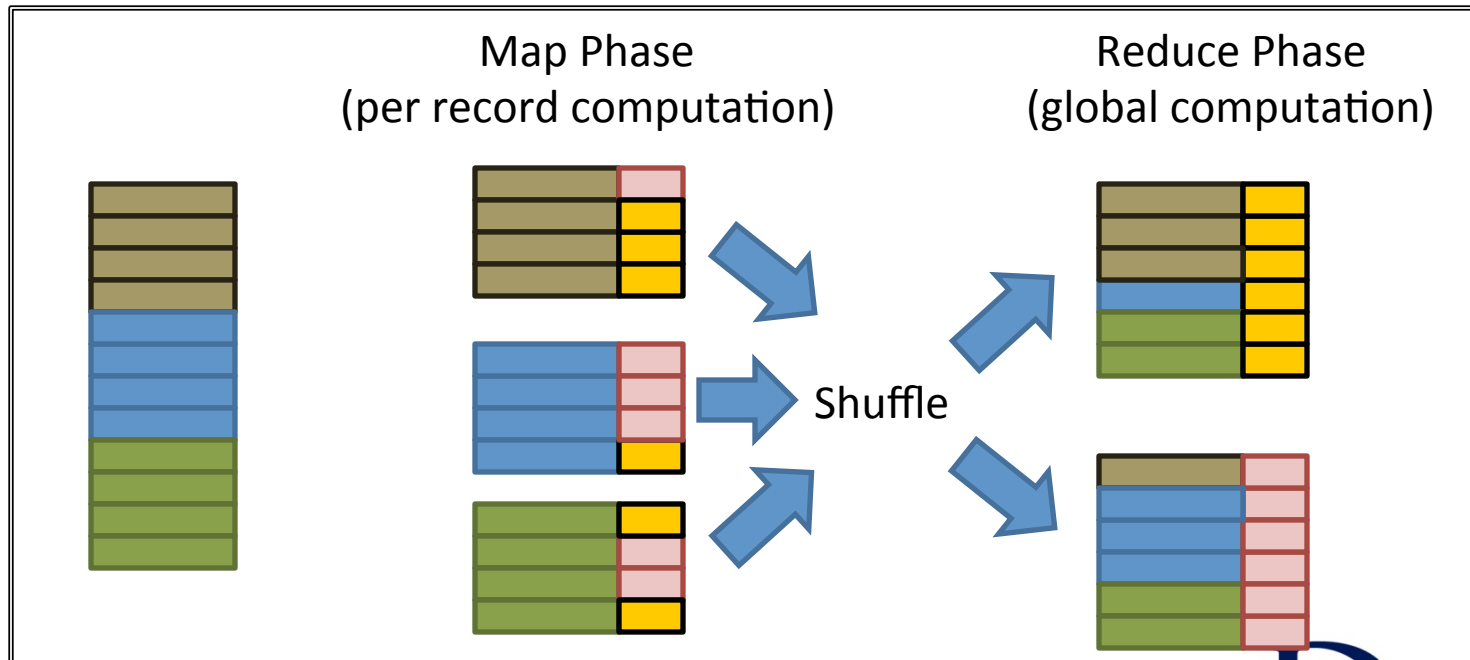 Map Phase
(per record computation)
Reduce Phase
(global computation)
Shuffle